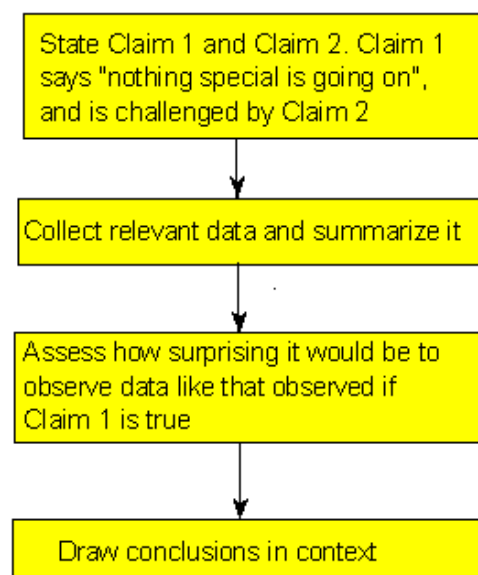 State Claim 1 and Claim 2. Claim 1
says "nothing special is going on",
and is challenged by Claim 2
Collect relevant data and summarize it
Assess how surprising it would be to
observe data like that observed if
Claim 1 is true
Draw conclusions in context